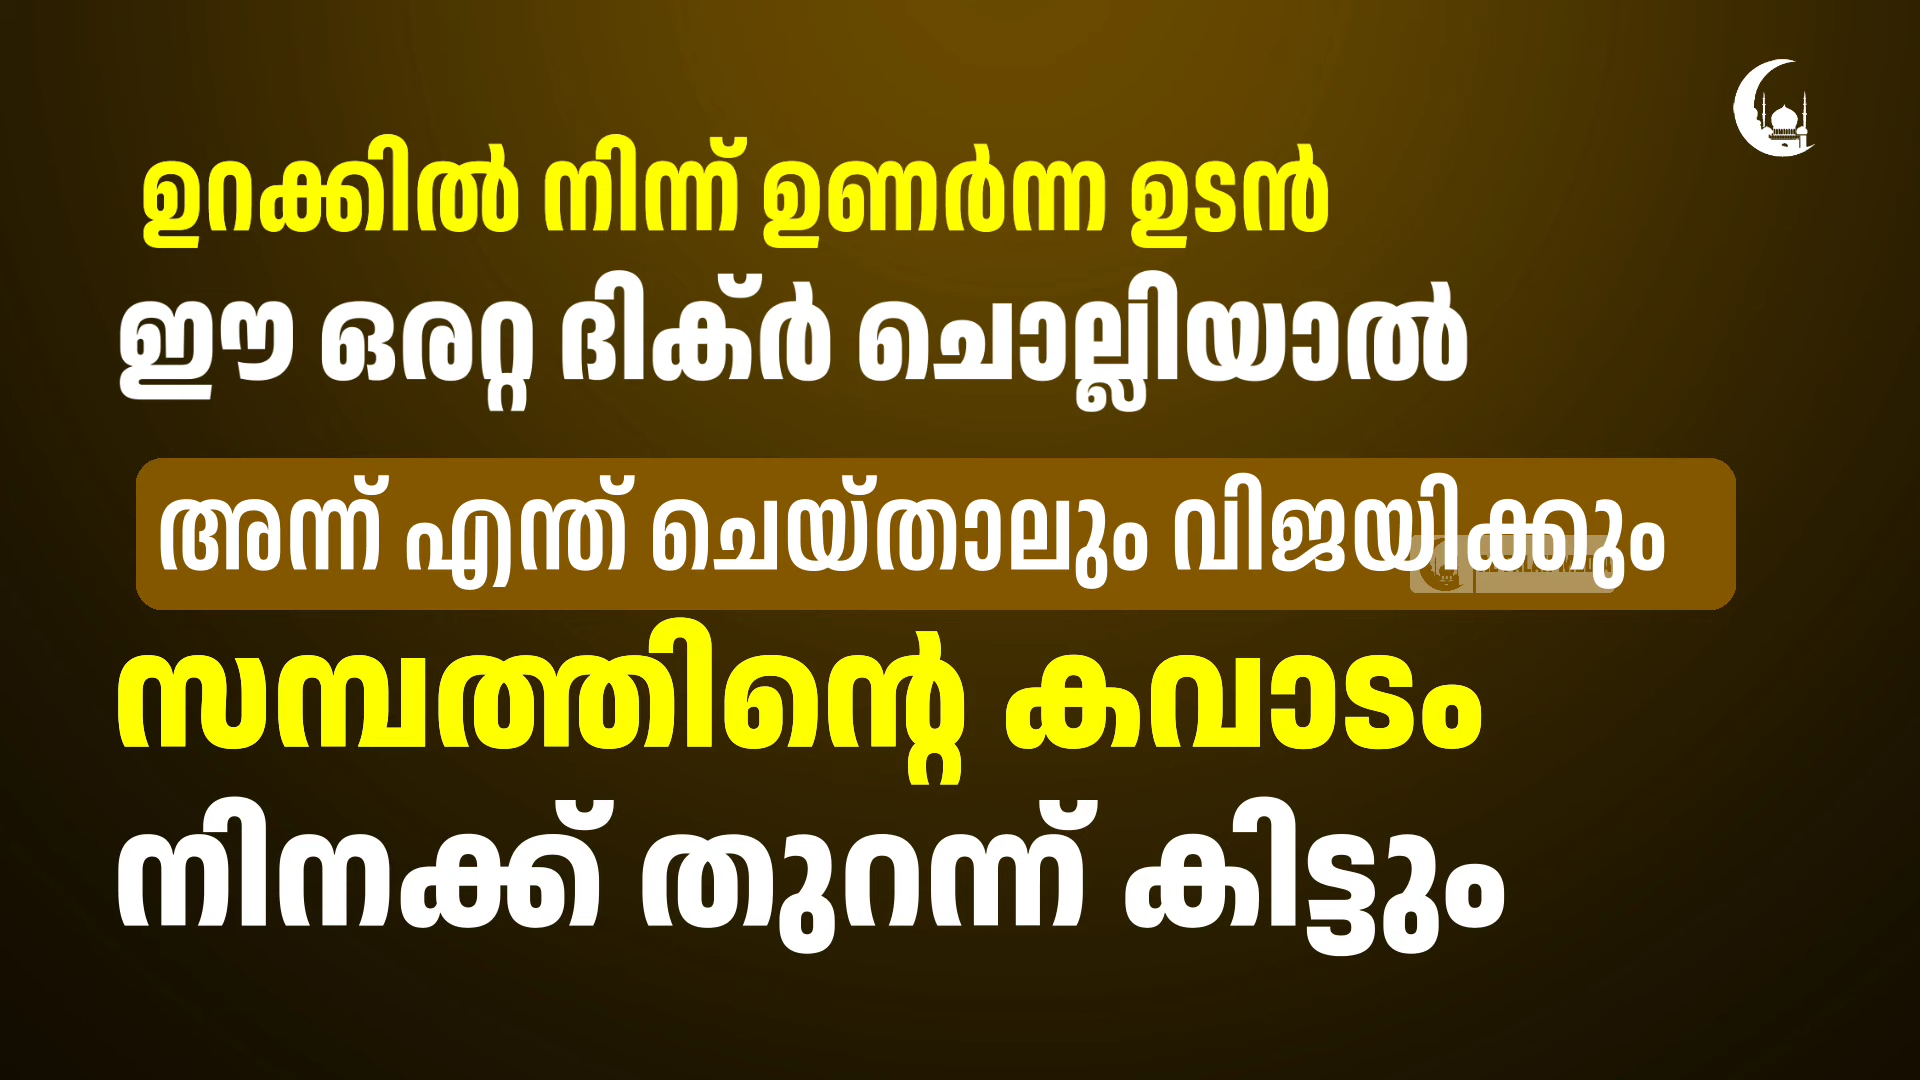 ഉറക്കിൽ നിന്ന് ഉണർന്ന ഉടൻ
ഈ ഒരറ്റ ദിക്ർ ചൊല്ലിയാൽ
അന്ന് എന്ത് ചെയ്താലും വിജയിക്കും
സമ്പത്തിന്റെ കവാടം
നിനക്ക് തുറന്ന് കിട്ടും